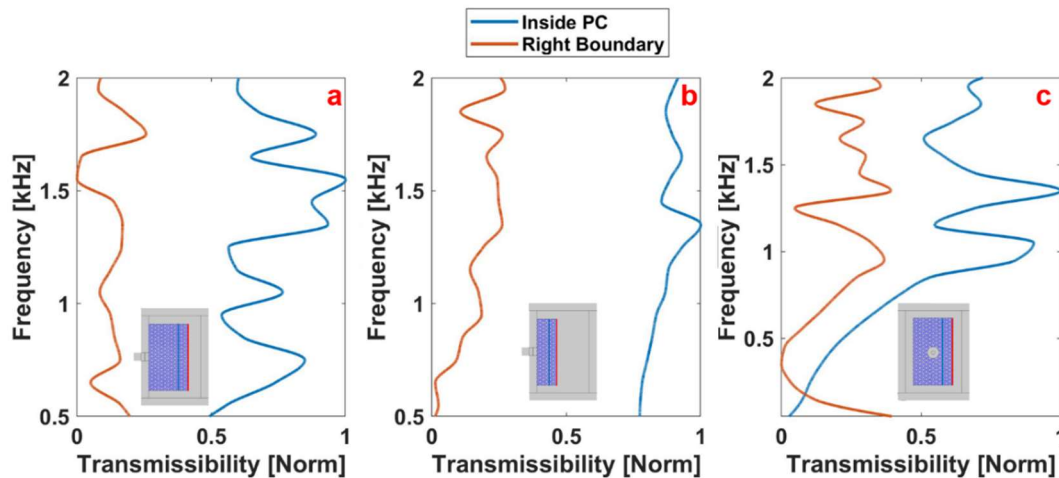 Inside PC
Right Boundary
a
b
c
2
1.5
1
0.5
Frequency [kHz]
0
0.5
1
Transmissibility [Norm]
2
1.5
1
0.5
Frequency [kHz]
0
0.5
1
Transmissibility [Norm]
2
1.5
1
0.5
Frequency [kHz]
0
0.5
1
Transmissibility [Norm]